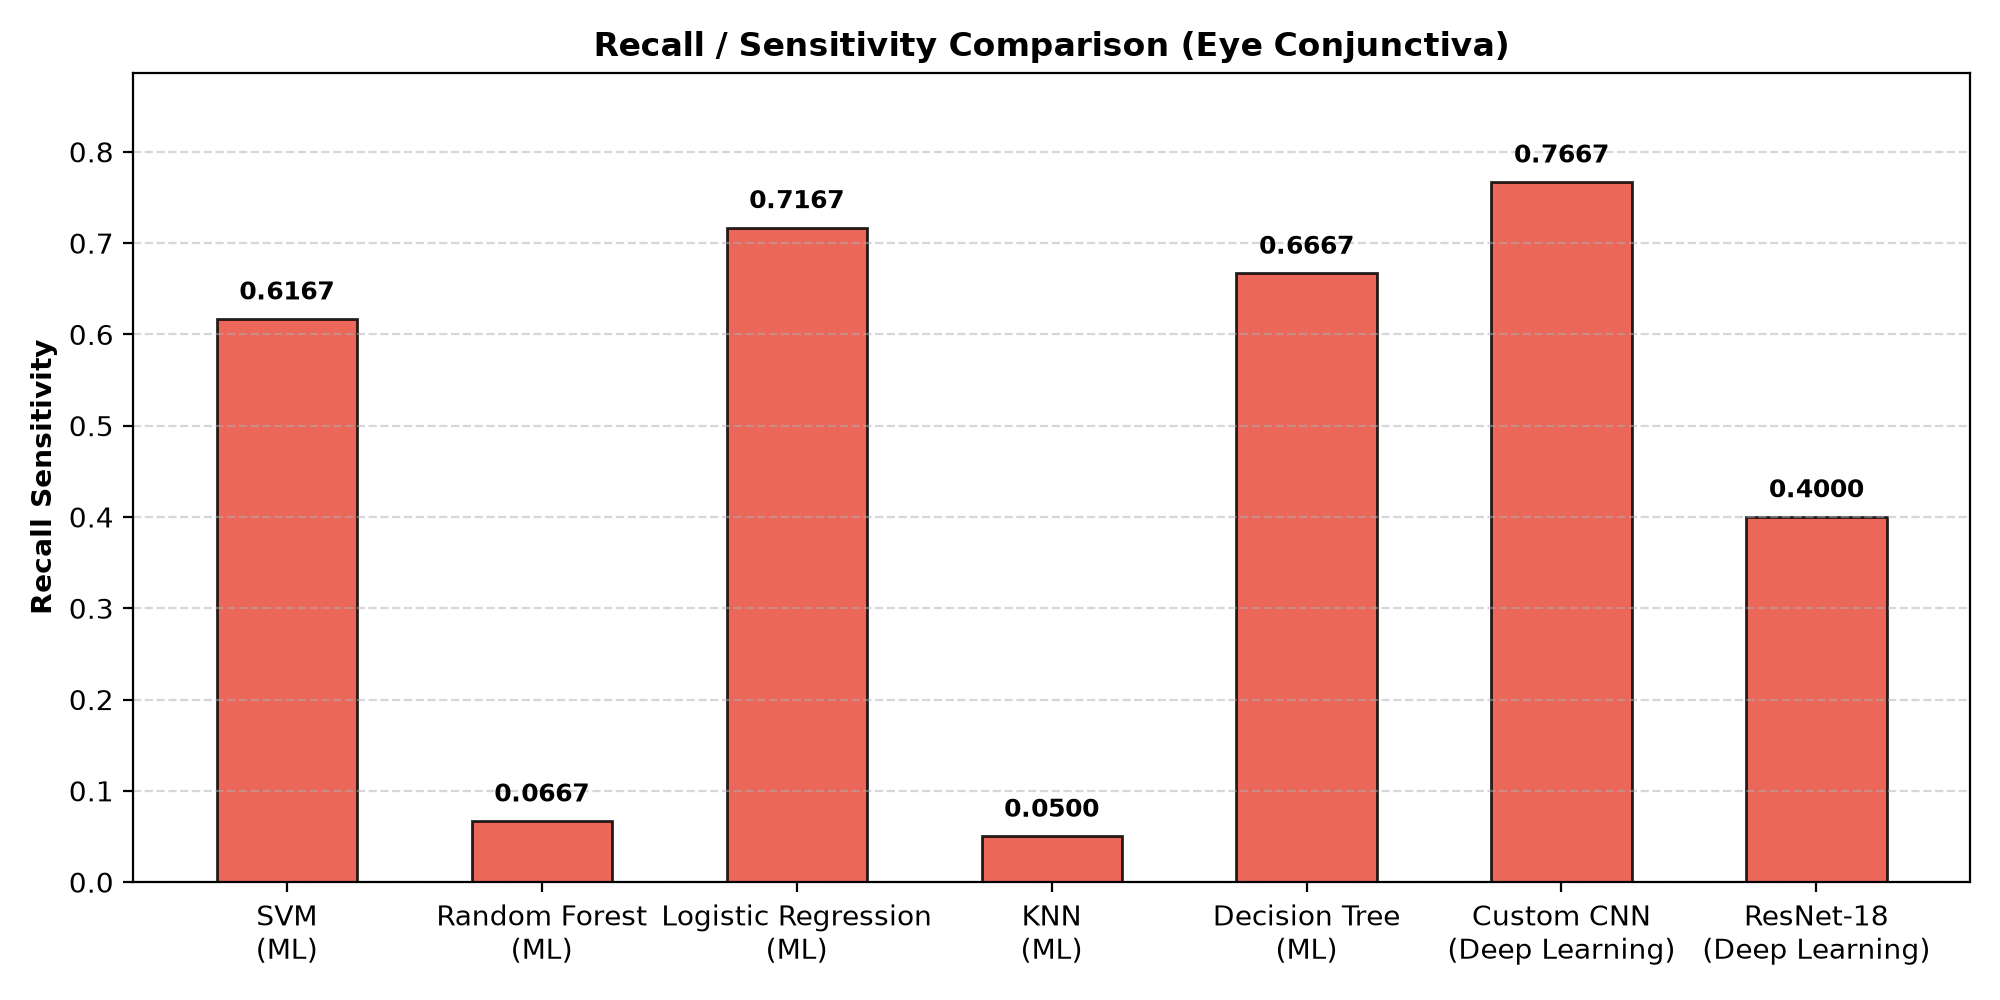 Recall / Sensitivity Comparison (Eye Conjunctiva)
Recall Sensitivity
0.8
0.7
0.6
0.5
0.4
0.3
0.2
0.1
0.0
0.6167
0.0667
0.7167
0.0500
0.6667
0.7667
0.4000
SVM
(ML)
Random Forest
(ML)
Logistic Regression
(ML)
KNN
(ML)
Decision Tree
(ML)
Custom CNN
(Deep Learning)
ResNet-18
(Deep Learning)